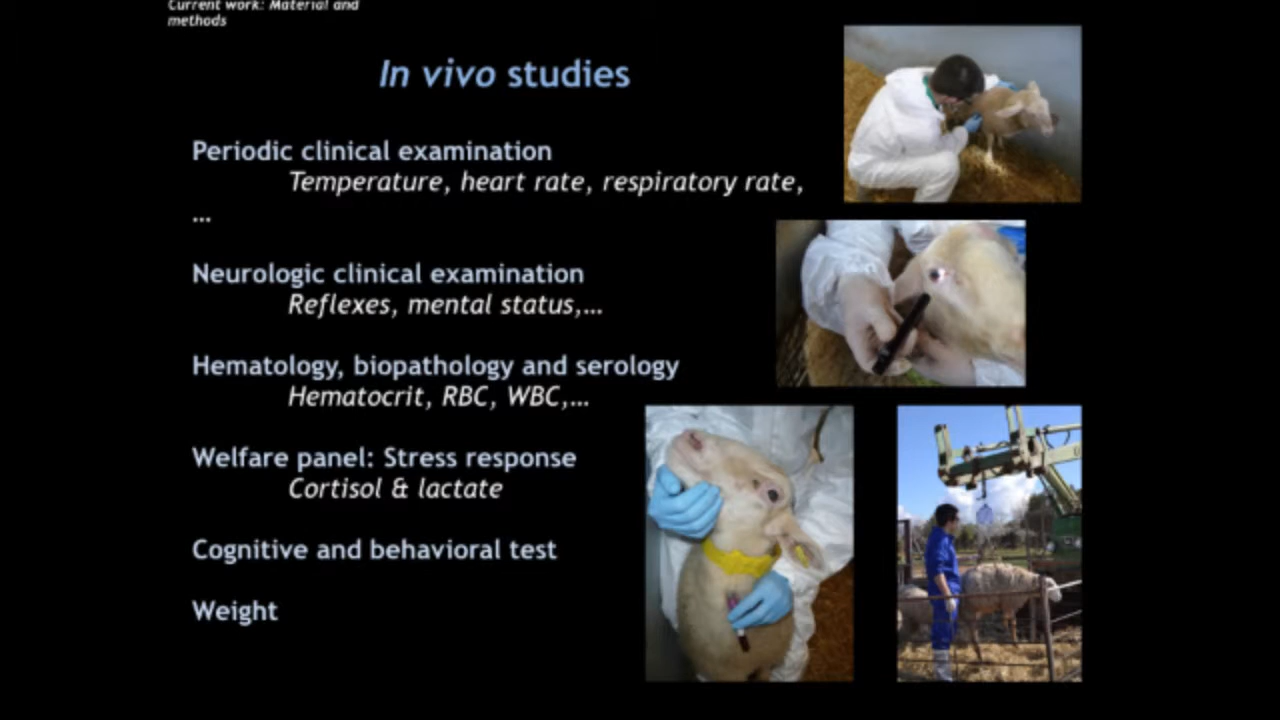 Current work: Material and
methods
In vivo studies
Periodic clinical examination
Temperature, heart rate, respiratory rate,
…
Neurologic clinical examination
Reflexes, mental status,…
Hematology, biopathology and serology
Hematocrit, RBC, WBC,…
Welfare panel: Stress response
Cortisol & lactate
Cognitive and behavioral test
Weight